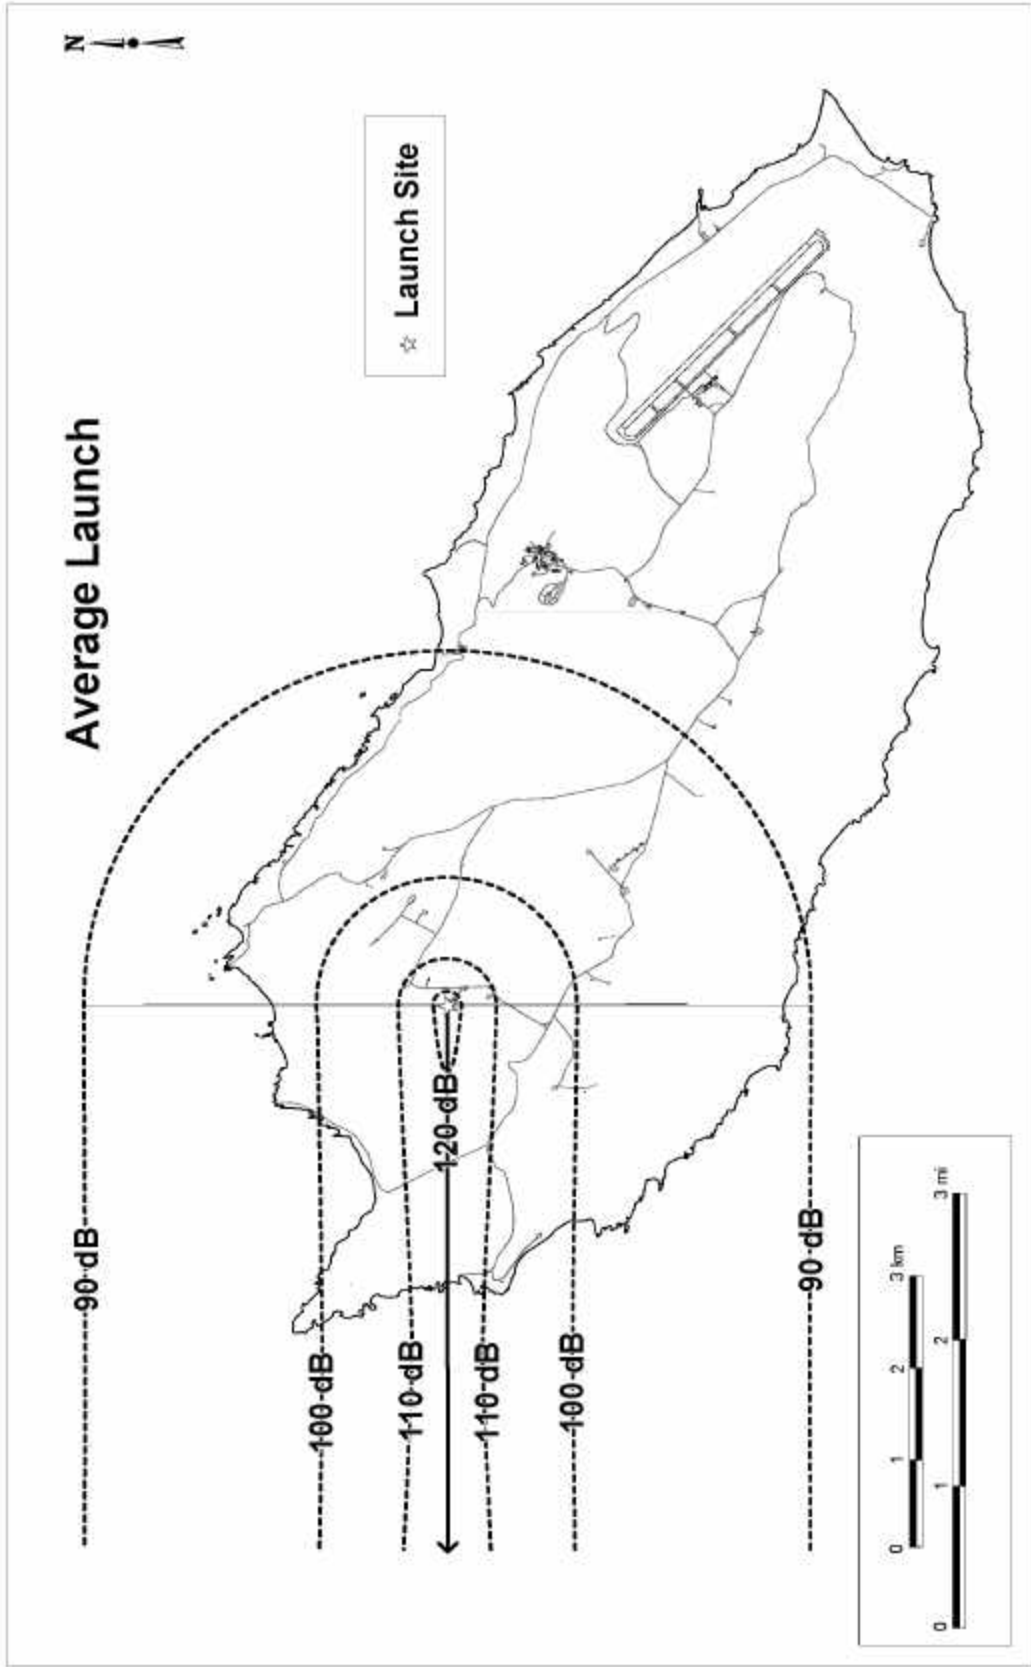 Average Launch
N
☆ Launch Site
90 dB
100 dB
110 dB
120 dB
110 dB
100 dB
90 dB
0 1 2 3 km
0 1 2 3 mi